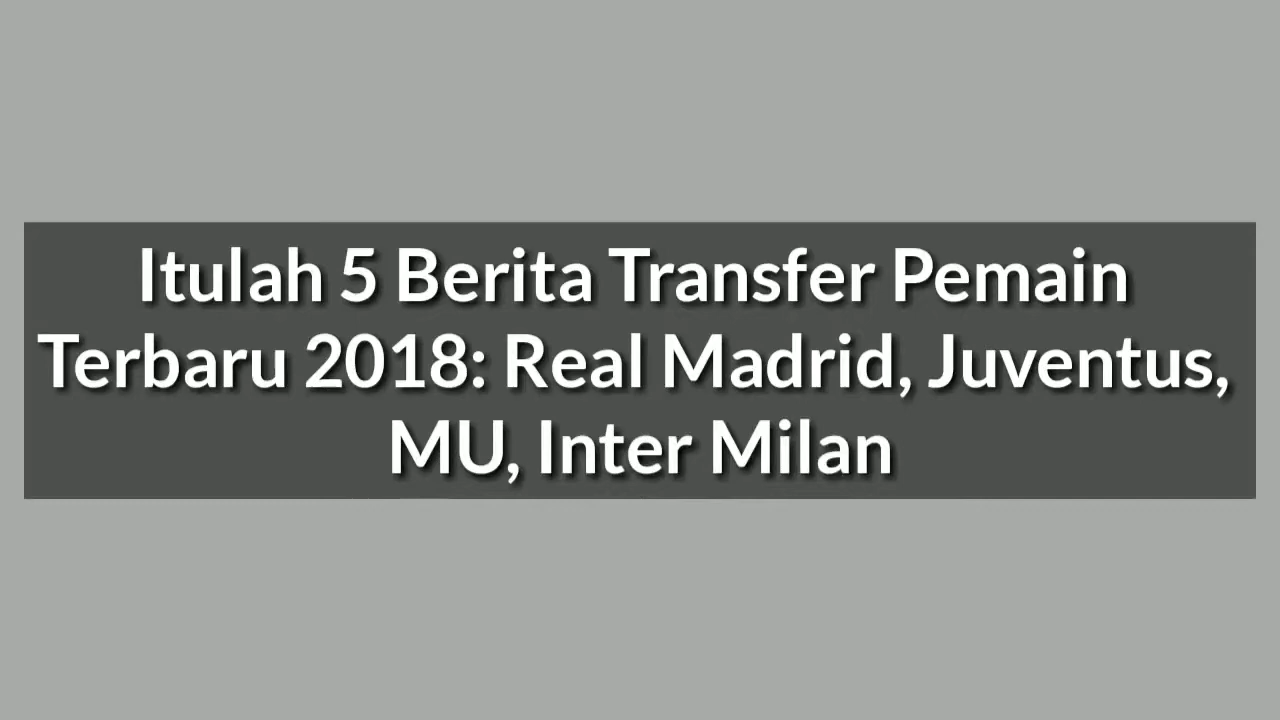 Itulah 5 Berita Transfer Pemain
Terbaru 2018: Real Madrid, Juventus,
MU, Inter Milan